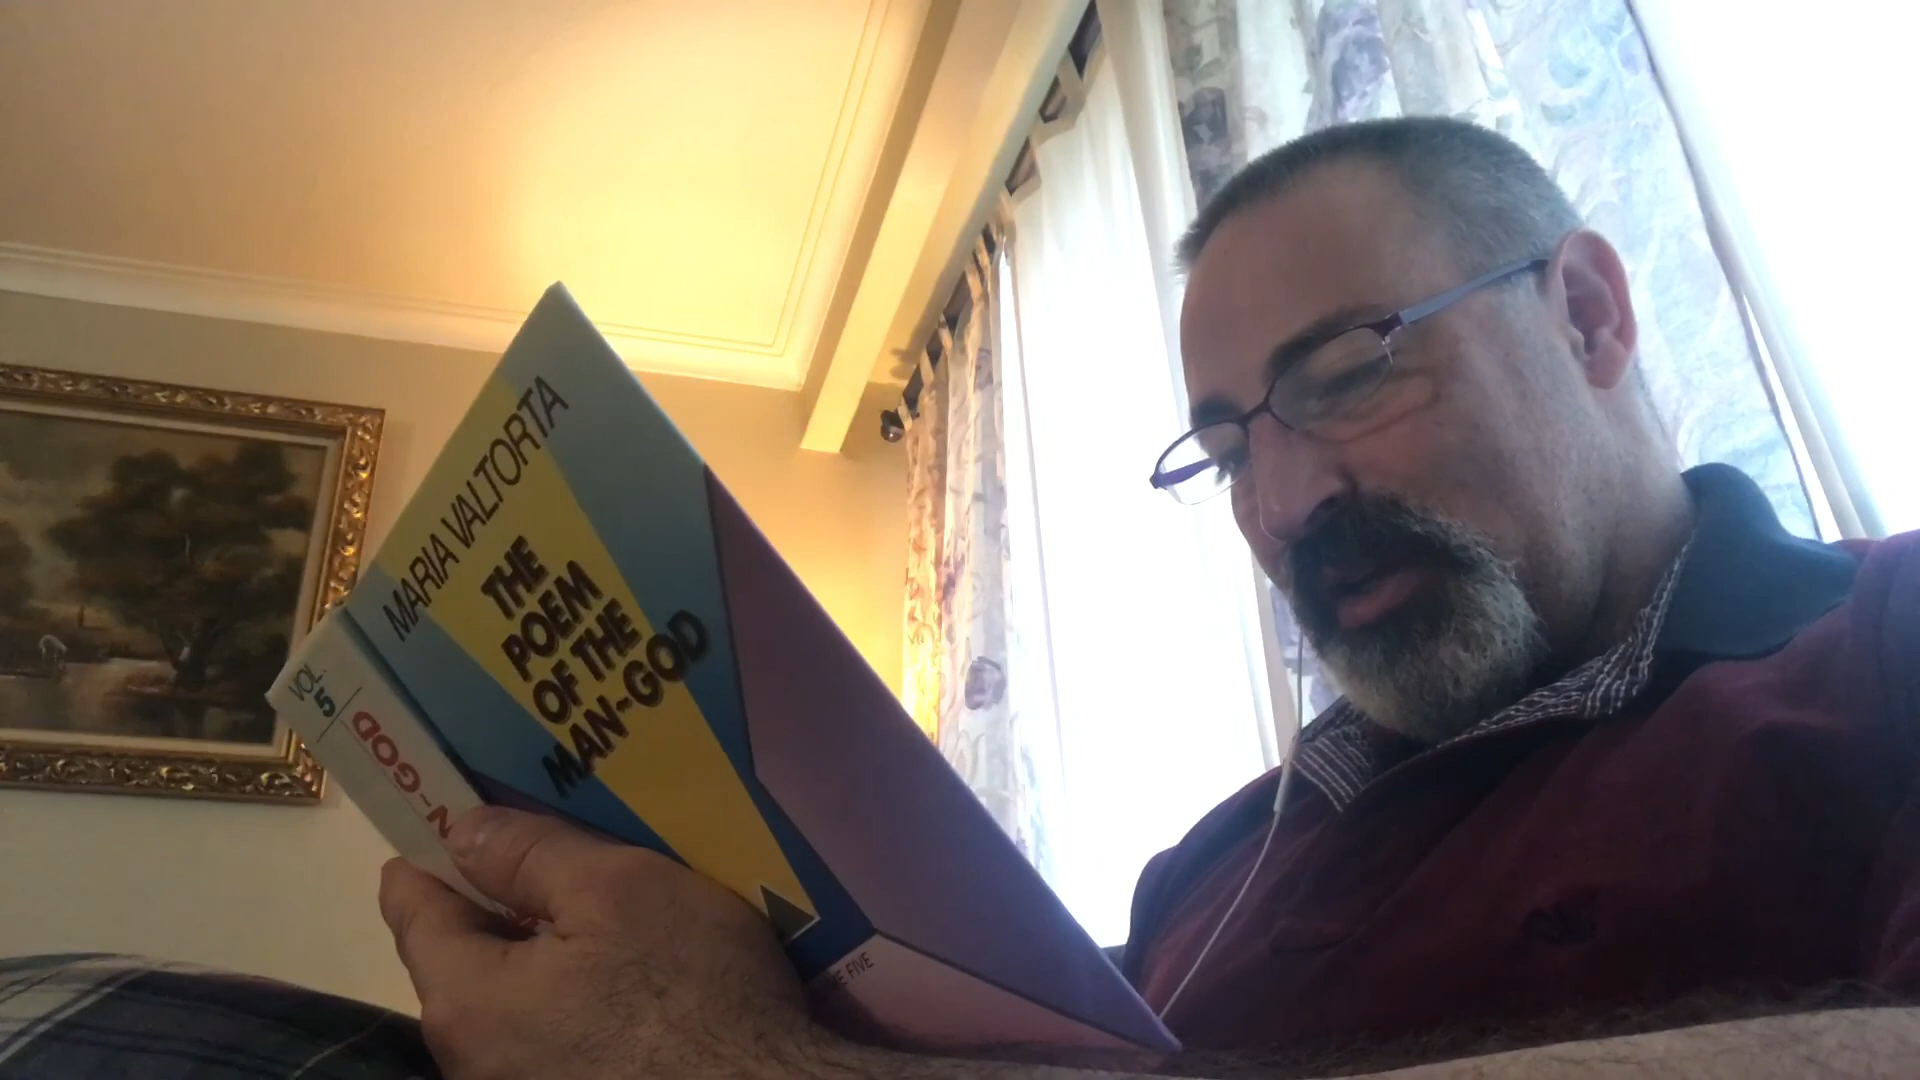 MARIA VALTORTA
THE
POEM
OF THE
MAN~GOD
VOL.
5
N~GOD
FIVE